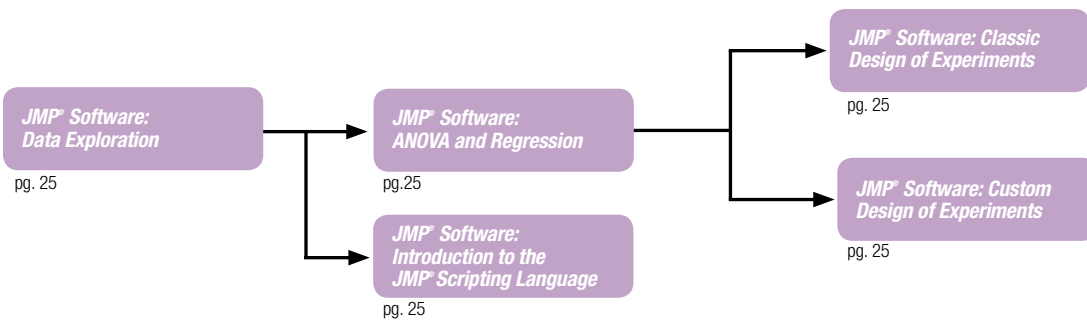 JMP® Software:
Data Exploration
pg. 25
JMP® Software:
ANOVA and Regression
pg.25
JMP® Software:
Introduction to the
JMP® Scripting Language
pg. 25
JMP® Software: Classic
Design of Experiments
pg. 25
JMP® Software: Custom
Design of Experiments
pg. 25